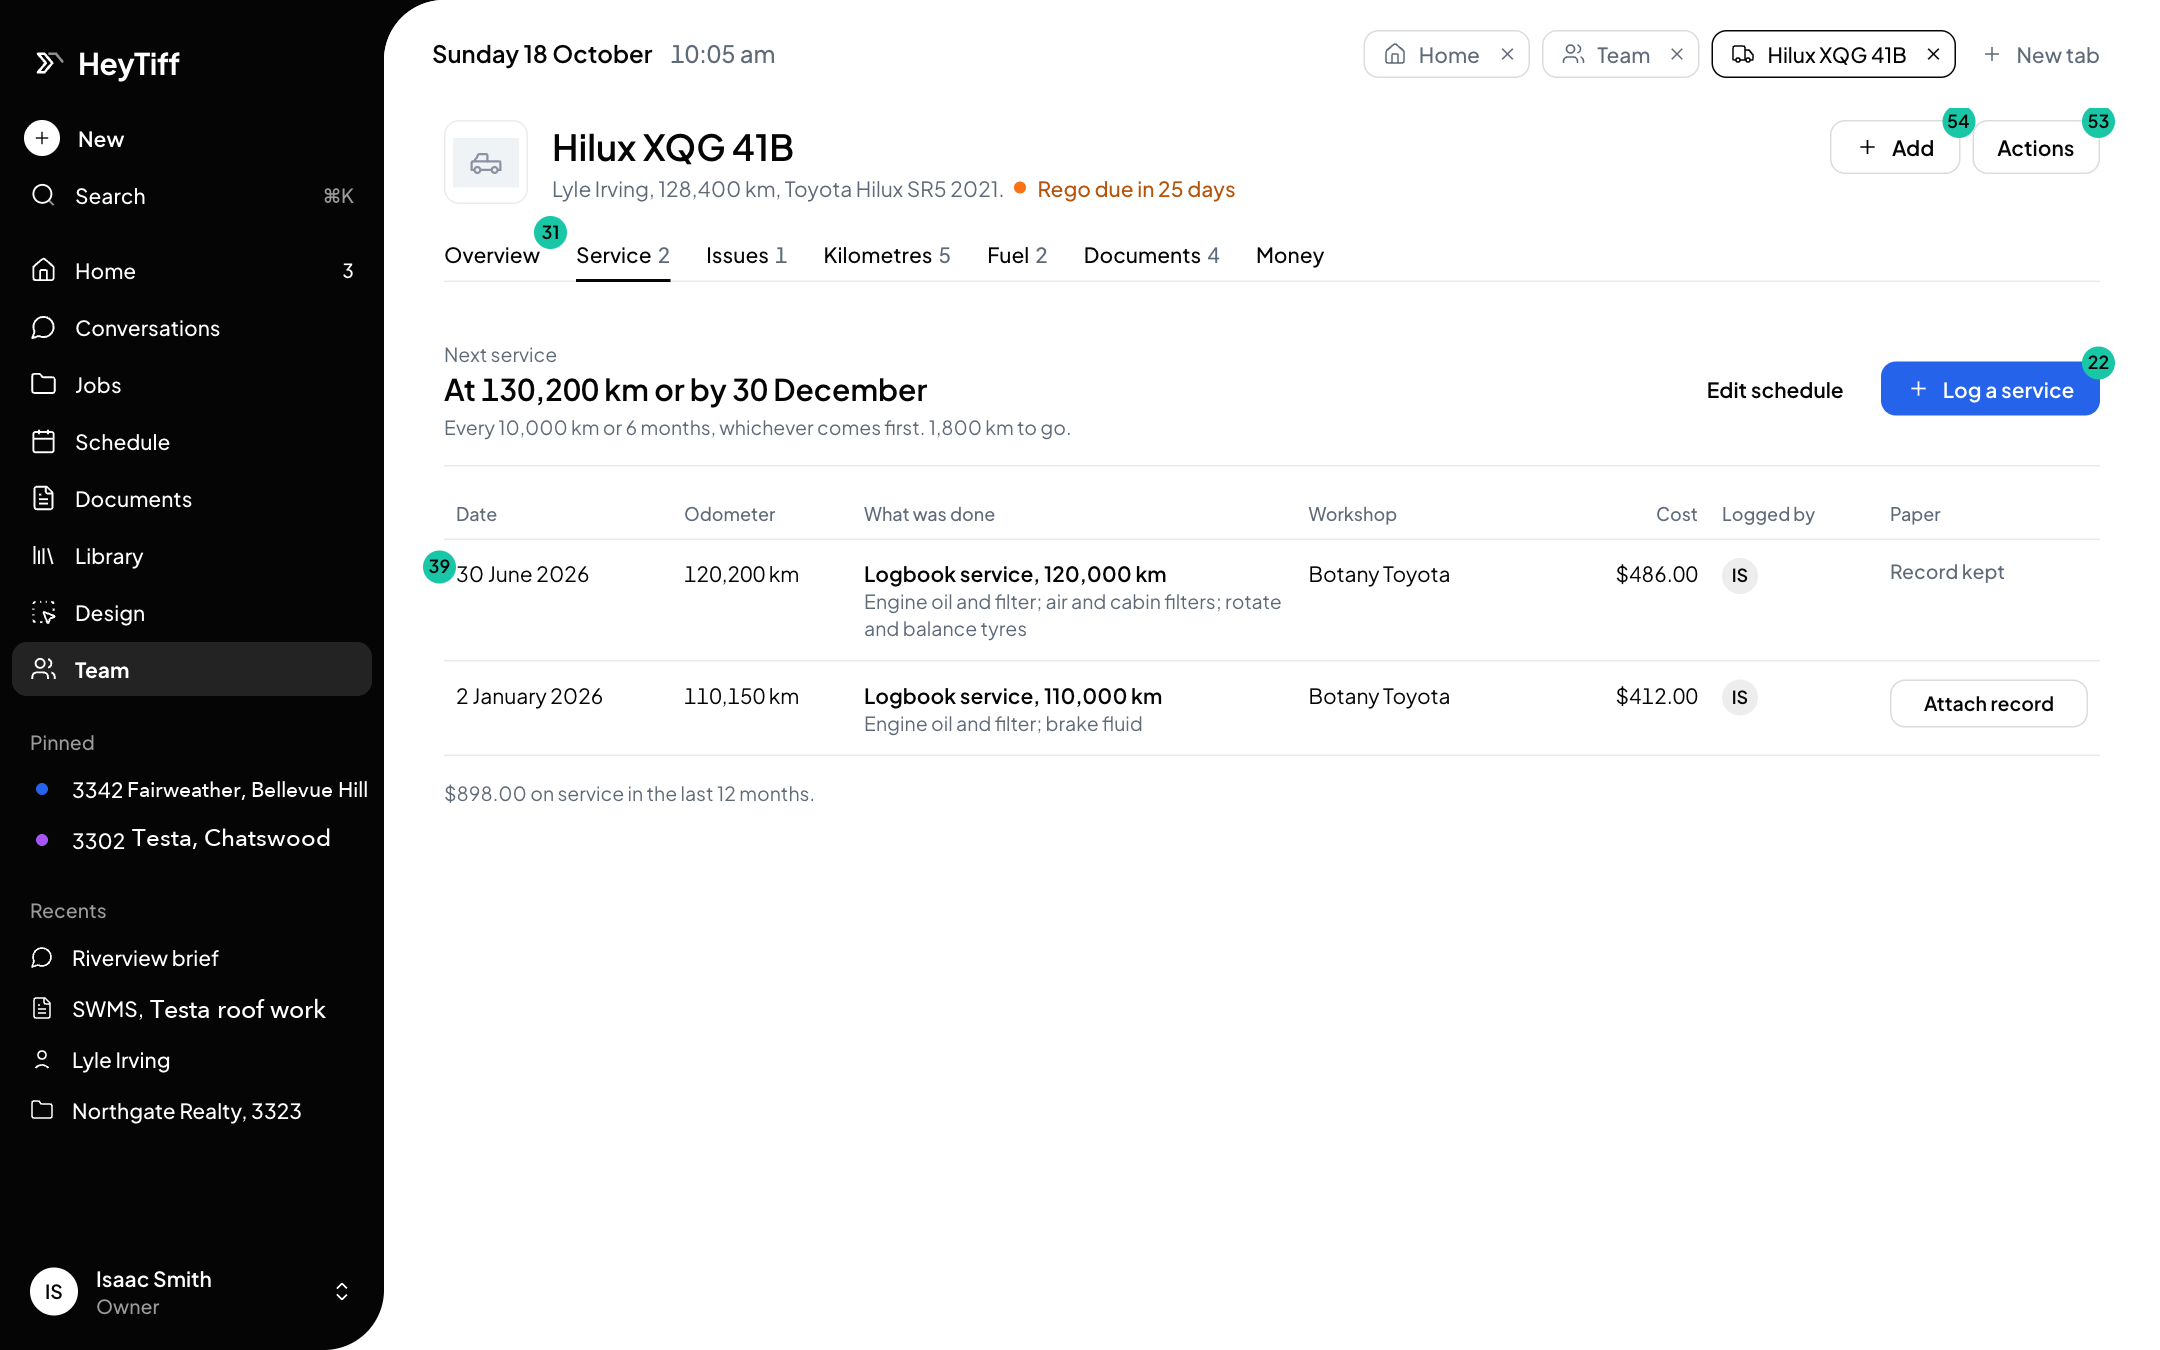 HeyTiff
New
Search ⌘K
Home 3
Conversations
Jobs
Schedule
Documents
Library
Design
Team
Pinned
3342 Fairweather, Bellevue Hill
3302 Testa, Chatswood
Recents
Riverview brief
SWMS, Testa roof work
Lyle Irving
Northgate Realty, 3323
IS
Isaac Smith
Owner
Sunday 18 October 10:05 am
Home
Team
Hilux XQG 41B
New tab
Hilux XQG 41B
Lyle Irving, 128,400 km, Toyota Hilux SR5 2021. Rego due in 25 days
54
+ Add
53
Actions
31
Overview Service 2 Issues 1 Kilometres 5 Fuel 2 Documents 4 Money
Next service
At 130,200 km or by 30 December
Every 10,000 km or 6 months, whichever comes first. 1,800 km to go.
Edit schedule
22
+ Log a service
Date Odometer What was done Workshop Cost Logged by Paper
39
30 June 2026 120,200 km Logbook service, 120,000 km Botany Toyota $486.00 IS Record kept
Engine oil and filter; air and cabin filters; rotate
and balance tyres
2 January 2026 110,150 km Logbook service, 110,000 km Botany Toyota $412.00 IS Attach record
Engine oil and filter; brake fluid
$898.00 on service in the last 12 months.